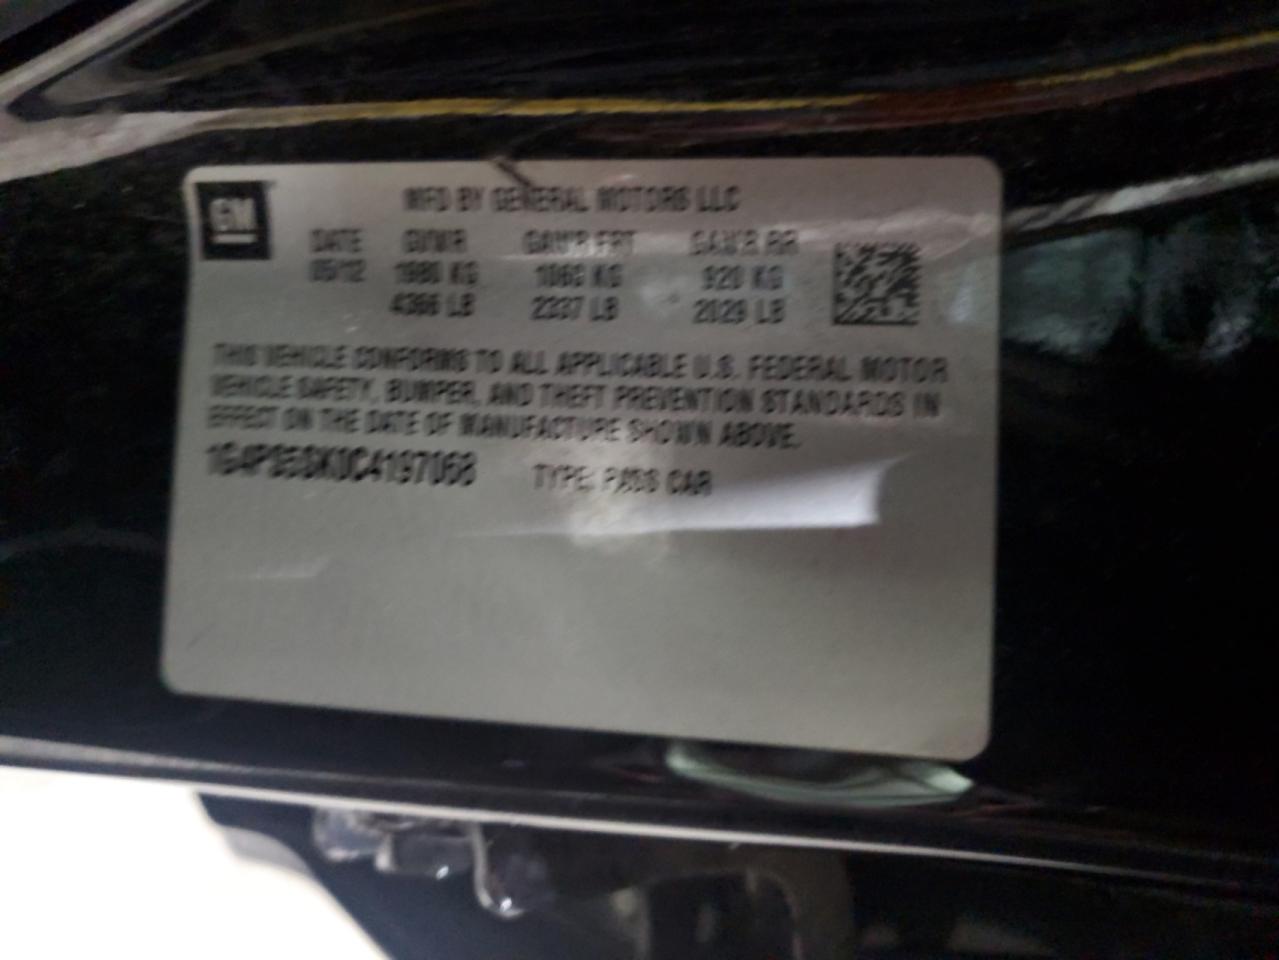 GM
MFD BY GENERAL MOTORS LLC
DATE GVWR GAWR FRT GAWR RR
05/12 1980 KG 1060 KG 920 KG
4366 LB 2337 LB 2029 LB
THIS VEHICLE CONFORMS TO ALL APPLICABLE U.S. FEDERAL MOTOR
VEHICLE SAFETY, BUMPER, AND THEFT PREVENTION STANDARDS IN
EFFECT ON THE DATE OF MANUFACTURE SHOWN ABOVE.
1G4PS5SK0C4197068 TYPE: PASS CAR